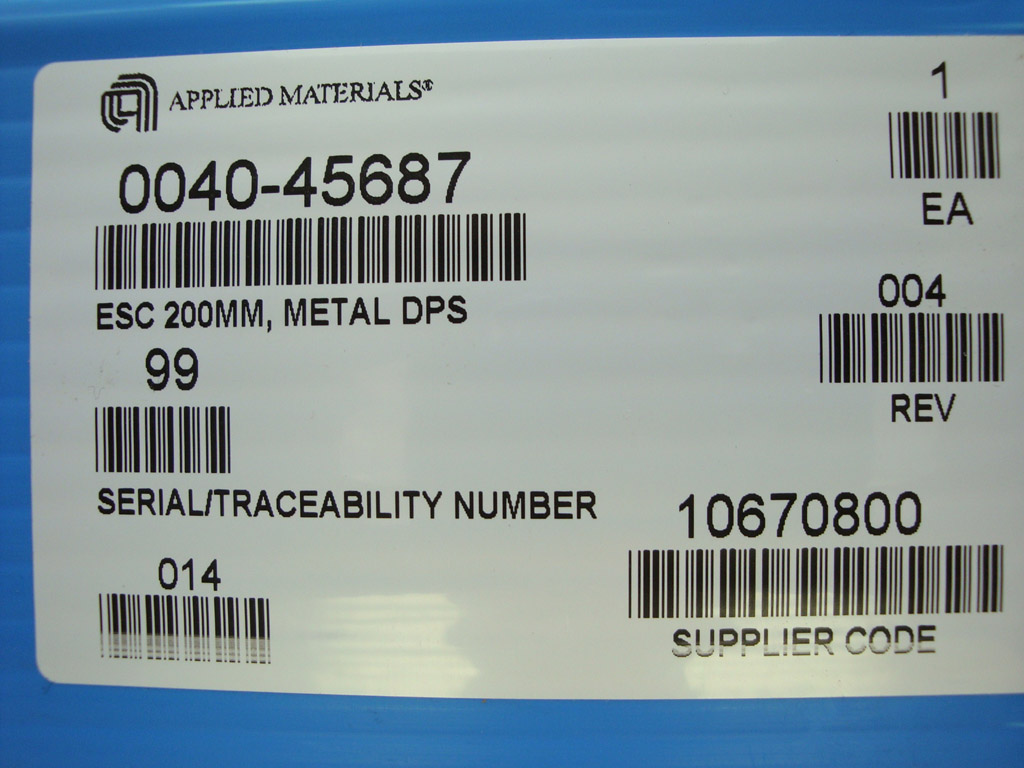 APPLIED MATERIALS®
1
0040-45687
EA
ESC 200MM, METAL DPS
004
99
REV
SERIAL/TRACEABILITY NUMBER
10670800
014
SUPPLIER CODE